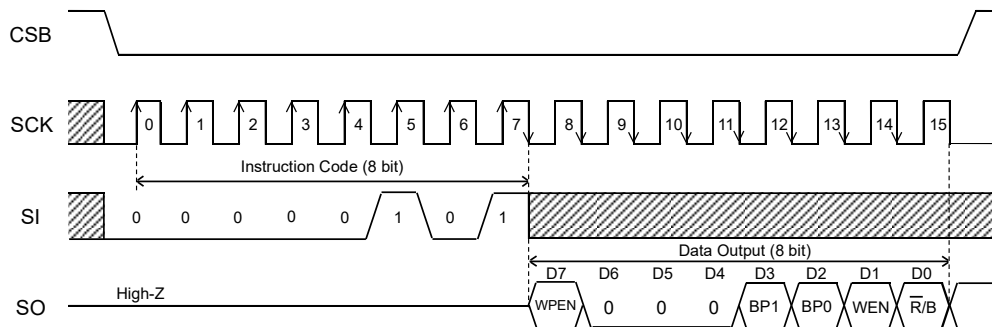 CSB
SCK
0 1 2 3 4 5 6 7 8 9 10 11 12 13 14 15
Instruction Code (8 bit)
SI
0 0 0 0 0 1 0 1
Data Output (8 bit)
D7 D6 D5 D4 D3 D2 D1 D0
High-Z
SO
WPEN 0 0 0 BP1 BP0 WEN R̅/B